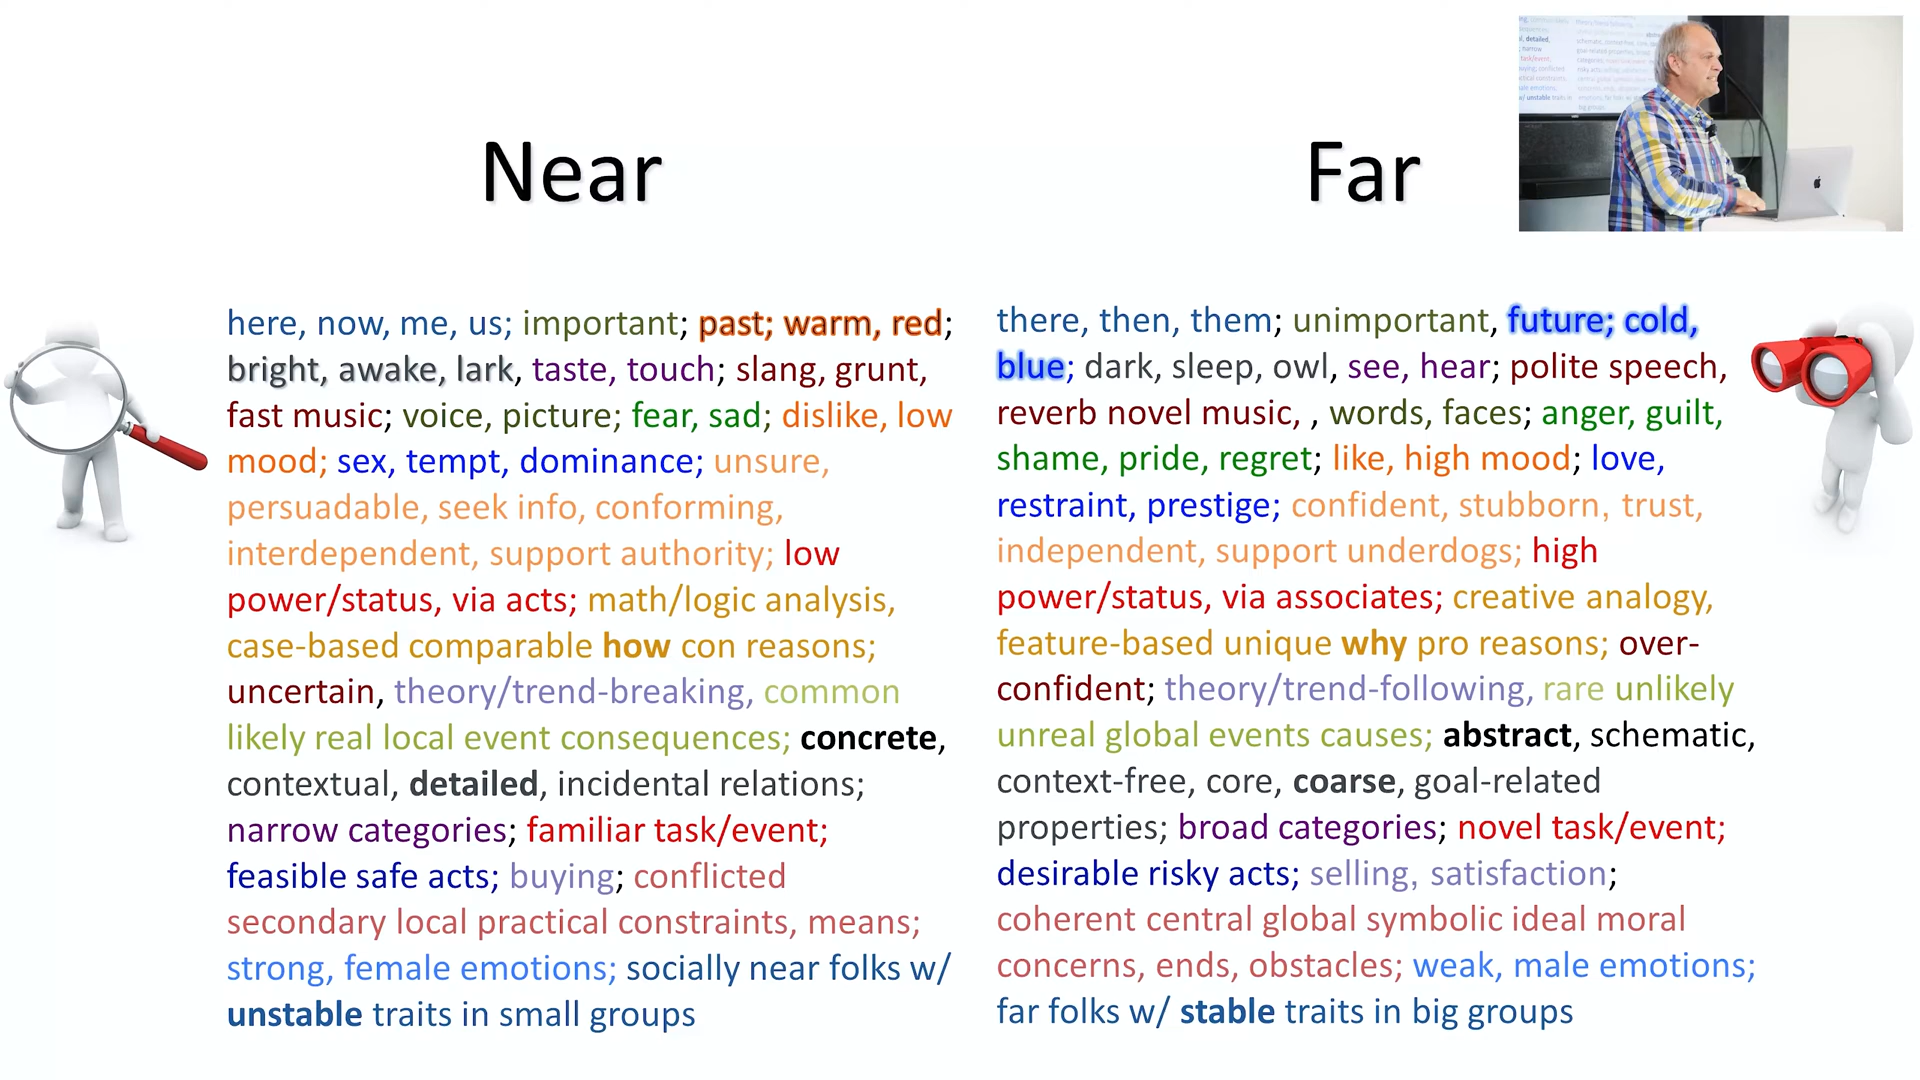 Near
here, now, me, us; important; past; warm, red;
bright, awake, lark, taste, touch; slang, grunt,
fast music; voice, picture; fear, sad; dislike, low
mood; sex, tempt, dominance; unsure,
persuadable, seek info, conforming,
interdependent, support authority; low
power/status, via acts; math/logic analysis,
case-based comparable how con reasons;
uncertain, theory/trend-breaking, common
likely real local event consequences; concrete,
contextual, detailed, incidental relations;
narrow categories; familiar task/event;
feasible safe acts; buying; conflicted
secondary local practical constraints, means;
strong, female emotions; socially near folks w/
unstable traits in small groups
Far
there, then, them; unimportant, future; cold,
blue; dark, sleep, owl, see, hear; polite speech,
reverb novel music, , words, faces; anger, guilt,
shame, pride, regret; like, high mood; love,
restraint, prestige; confident, stubborn, trust,
independent, support underdogs; high
power/status, via associates; creative analogy,
feature-based unique why pro reasons; over-
confident; theory/trend-following, rare unlikely
unreal global events causes; abstract, schematic,
context-free, core, coarse, goal-related
properties; broad categories; novel task/event;
desirable risky acts; selling, satisfaction;
coherent central global symbolic ideal moral
concerns, ends, obstacles; weak, male emotions;
far folks w/ stable traits in big groups